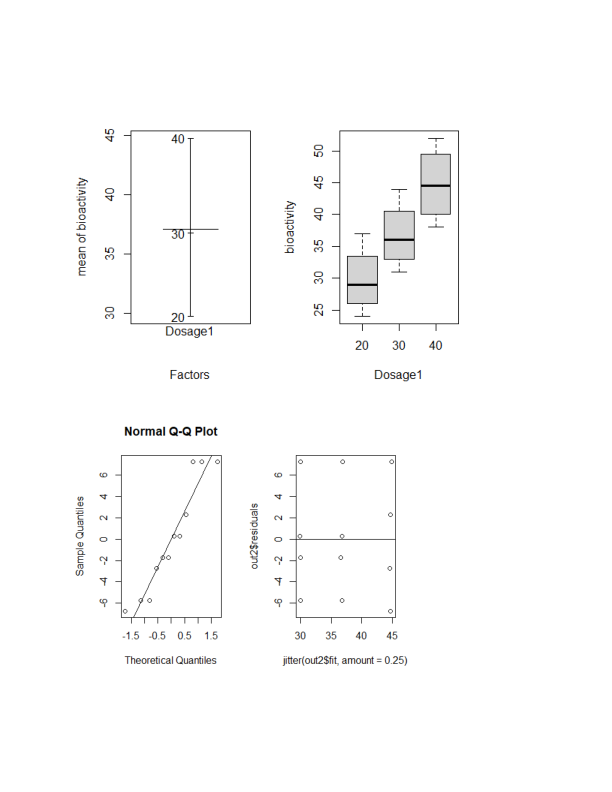 45
40
35
30
mean of bioactivity
40
30
20
Dosage1
Factors
50
45
40
35
30
25
bioactivity
20 30 40
Dosage1
Normal Q-Q Plot
6
4
2
0
-2
-4
-6
Sample Quantiles
-1.5 -0.5 0.5 1.5
Theoretical Quantiles
6
4
2
0
-2
-4
-6
out2$residuals
30 35 40 45
jitter(out2$fit, amount = 0.25)